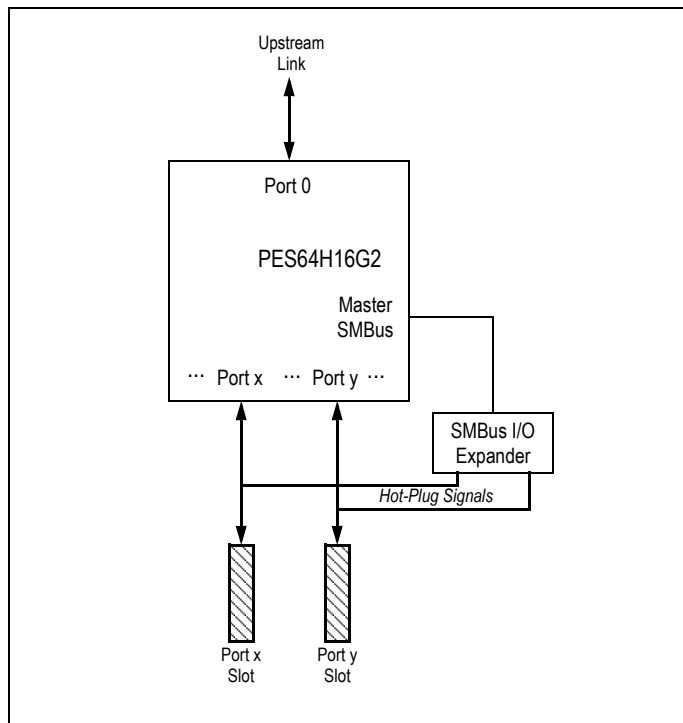 Upstream
Link
Port 0
PES64H16G2
Master
SMBus
... Port x ... Port y ...
SMBus I/O
Expander
Hot-Plug Signals
Port x
Slot
Port y
Slot